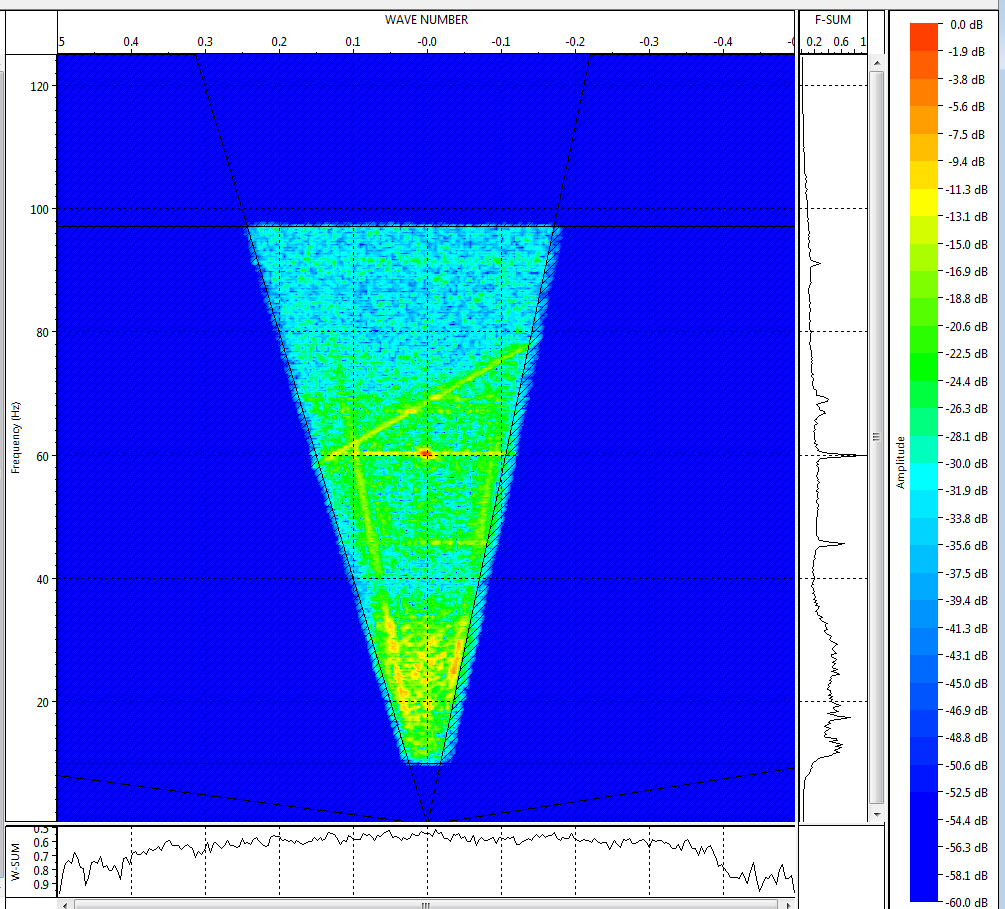 WAVE NUMBER
F-SUM
5 0.4 0.3 0.2 0.1 -0.0 -0.1 -0.2 -0.3 -0.4
0.2 0.6 1
120
100
80
60
40
20
Frequency (Hz)
Amplitude
0.0 dB
-1.9 dB
-3.8 dB
-5.6 dB
-7.5 dB
-9.4 dB
-11.3 dB
-13.1 dB
-15.0 dB
-16.9 dB
-18.8 dB
-20.6 dB
-22.5 dB
-24.4 dB
-26.3 dB
-28.1 dB
-30.0 dB
-31.9 dB
-33.8 dB
-35.6 dB
-37.5 dB
-39.4 dB
-41.3 dB
-43.1 dB
-45.0 dB
-46.9 dB
-48.8 dB
-50.6 dB
-52.5 dB
-54.4 dB
-56.3 dB
-58.1 dB
-60.0 dB
W-SUM
0.5
0.6
0.7
0.8
0.9